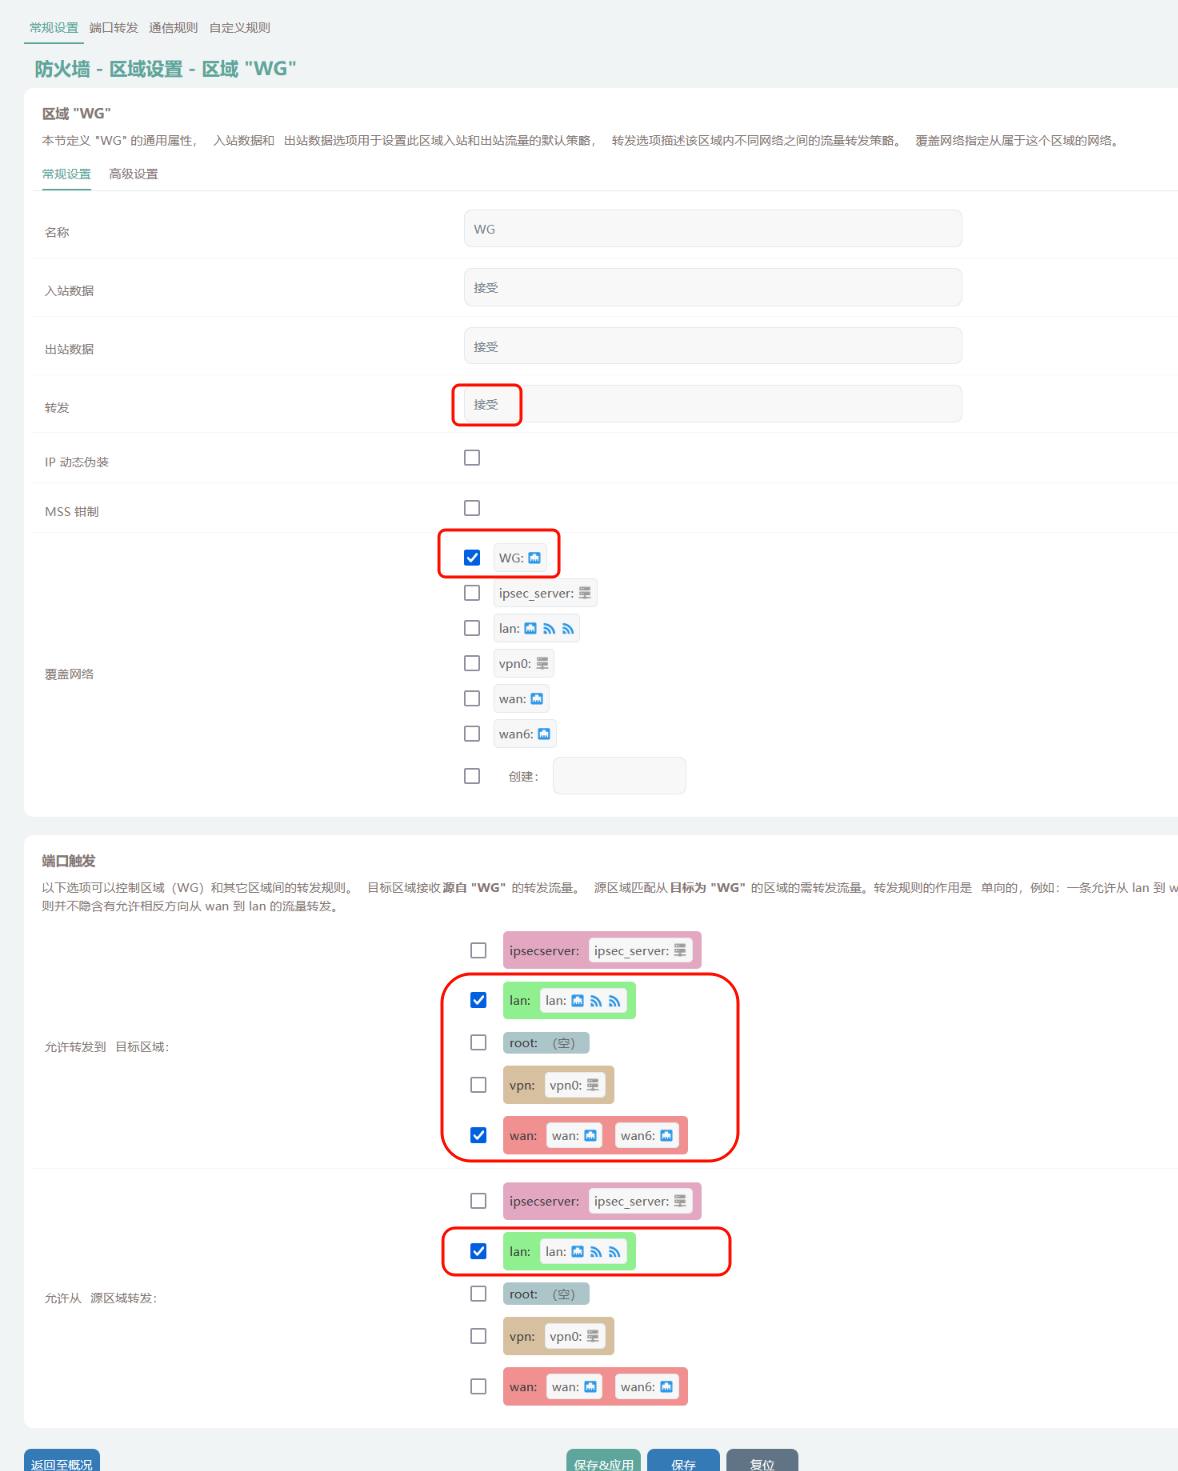 常规设置 端口转发 通信规则 自定义规则
防火墙 - 区域设置 - 区域 "WG"
区域 "WG"
本节定义 "WG" 的通用属性， 入站数据和 出站数据选项用于设置此区域入站和出站流量的默认策略， 转发选项描述该区域内不同网络之间的流量转发策略。 覆盖网络指定从属于这个区域的网络。
常规设置 高级设置
名称 WG
入站数据 接受
出站数据 接受
转发 接受
IP 动态伪装
MSS 钳制
覆盖网络
WG:
ipsec_server:
lan:
vpn0:
wan:
wan6:
创建：
端口触发
以下选项可以控制区域（WG）和其它区域间的转发规则。 目标区域接收源自 "WG" 的转发流量。 源区域匹配从目标为 "WG" 的区域的需转发流量。转发规则的作用是 单向的，例如：一条允许从 lan 到 w
则并不隐含有允许相反方向从 wan 到 lan 的流量转发。
允许转发到 目标区域：
ipsecserver: ipsec_server:
lan: lan:
root: （空）
vpn: vpn0:
wan: wan: wan6:
允许从 源区域转发：
ipsecserver: ipsec_server:
lan: lan:
root: （空）
vpn: vpn0:
wan: wan: wan6:
返回至概况 保存&应用 保存 复位